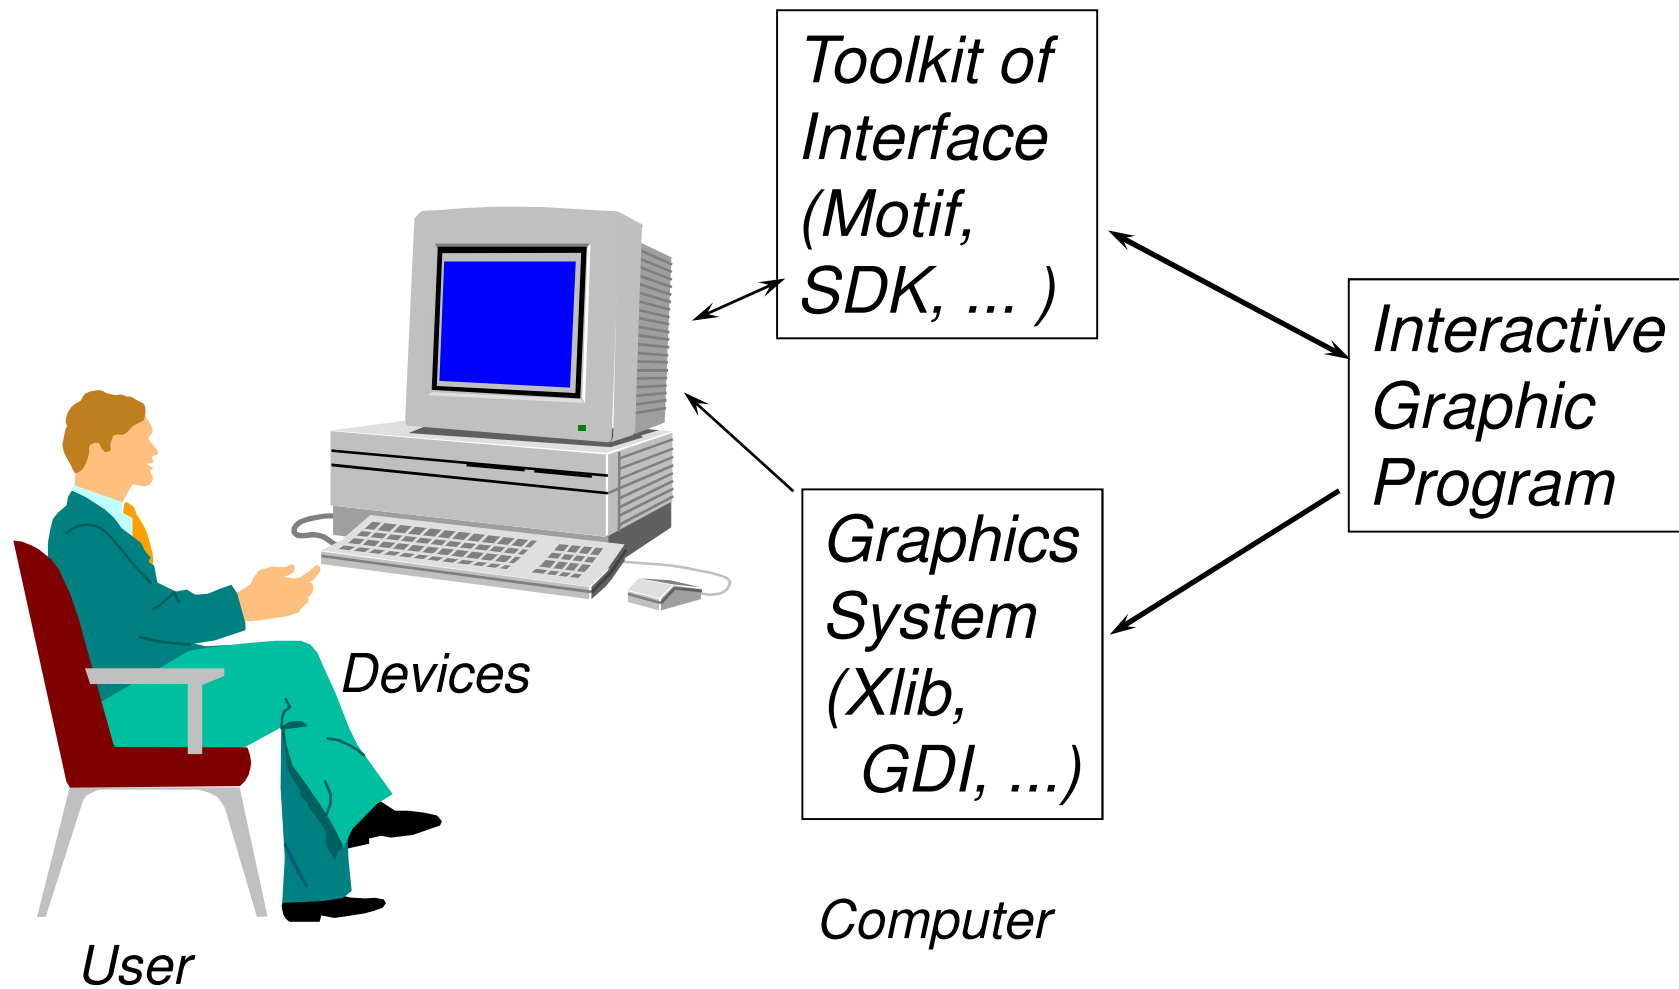 Toolkit of
Interface
(Motif,
SDK, ... )
Interactive
Graphic
Program
Graphics
System
(Xlib,
GDI, ...)
Devices
Computer
User